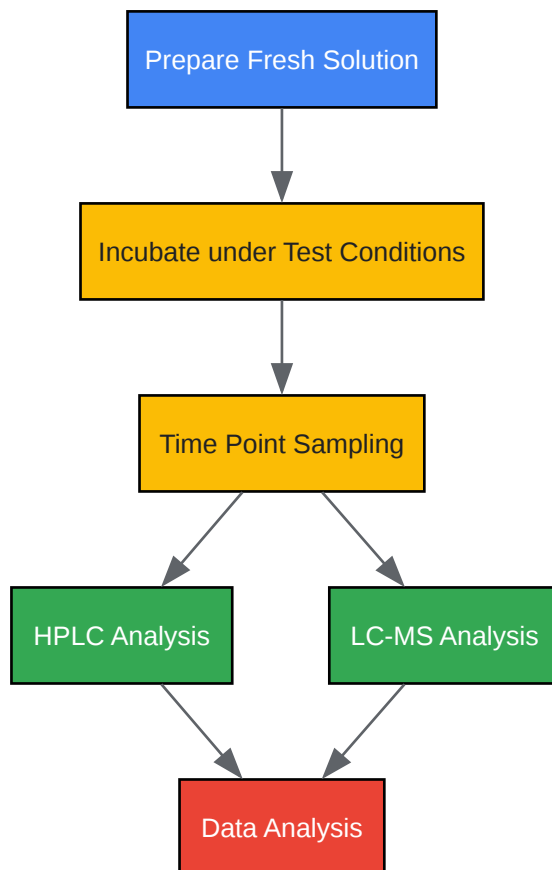 Prepare Fresh Solution
Incubate under Test Conditions
Time Point Sampling
HPLC Analysis
LC-MS Analysis
Data Analysis